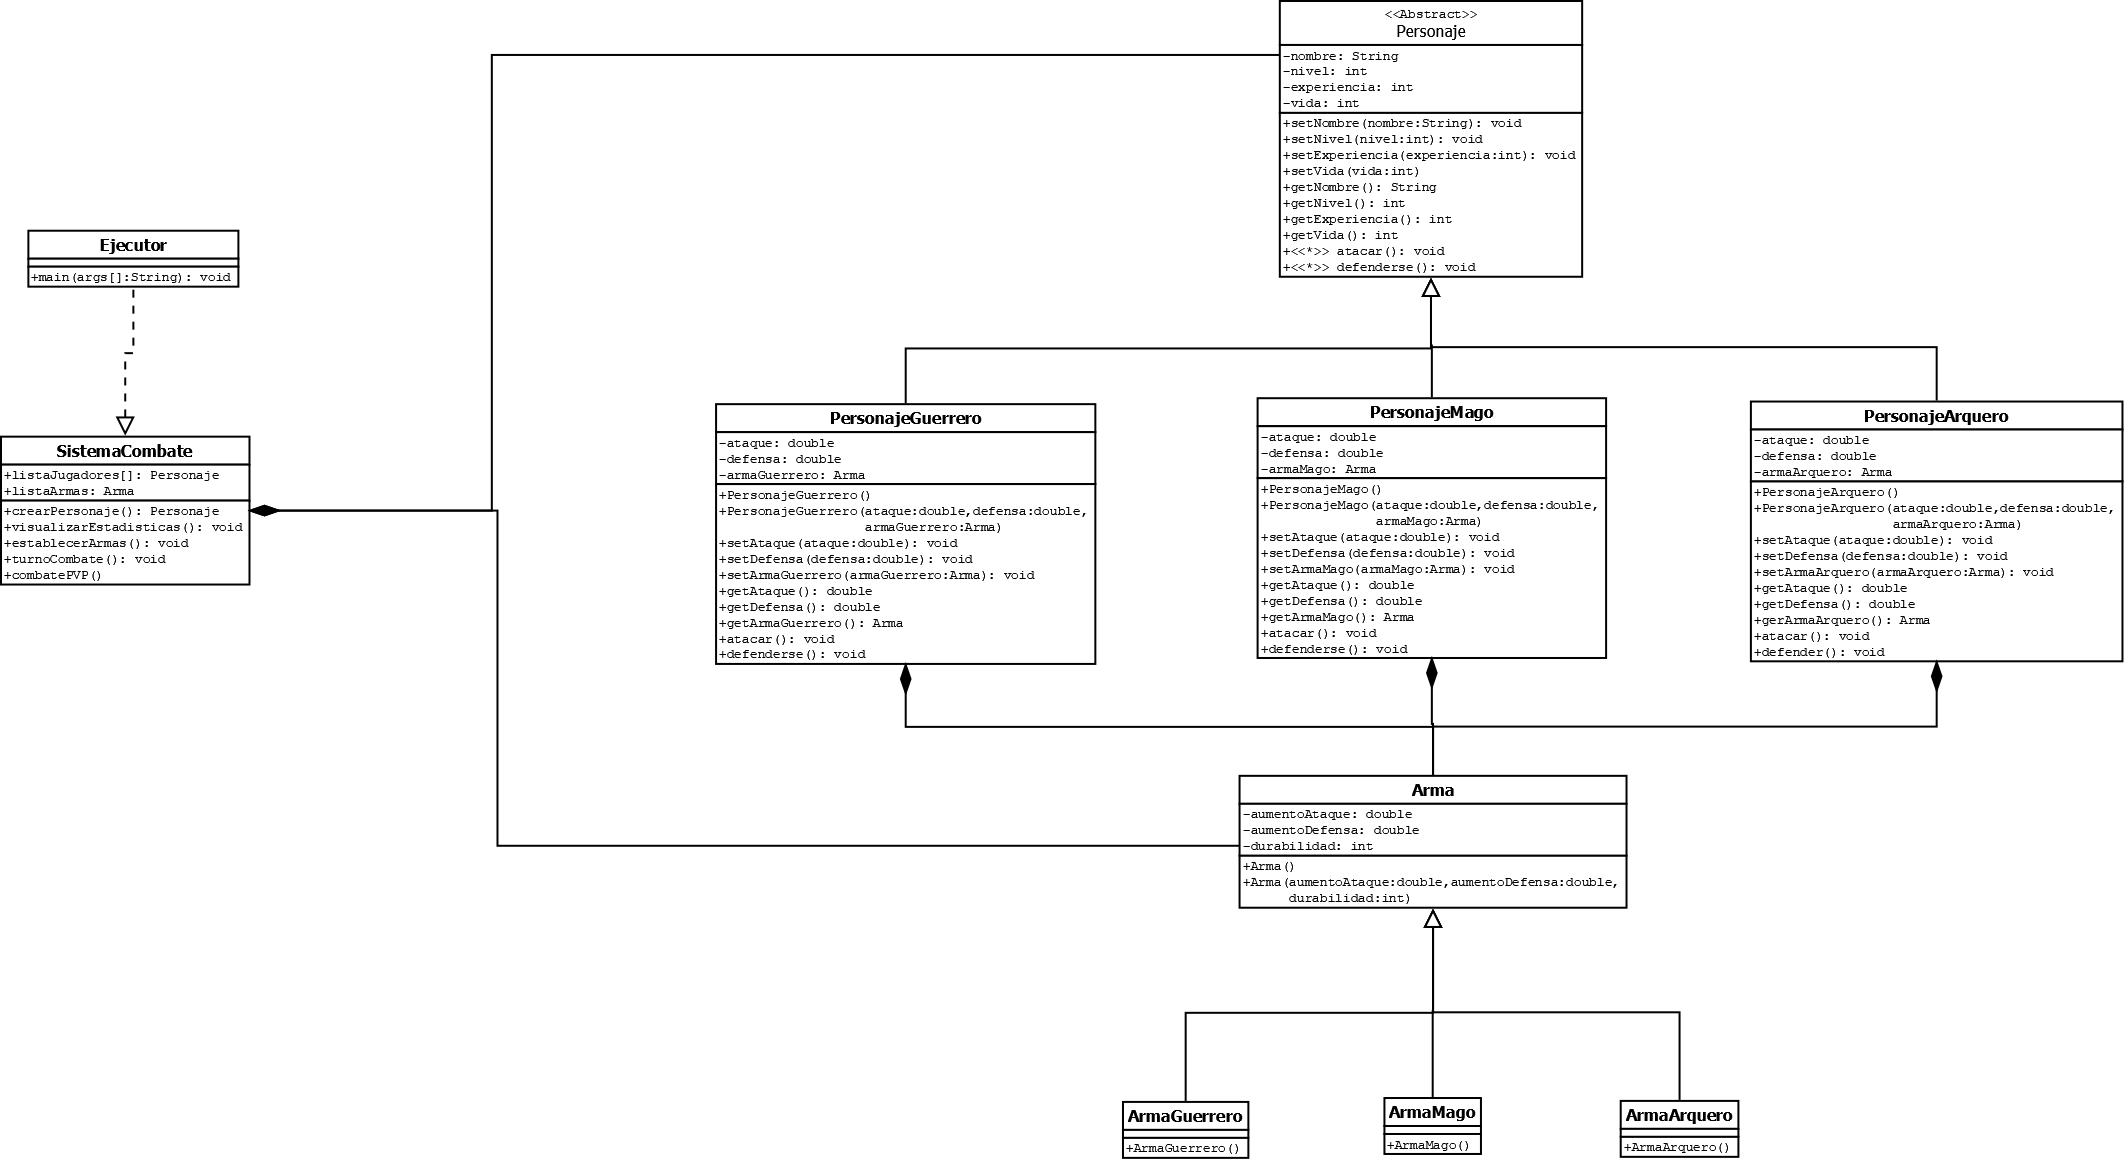 <<Abstract>>
Personaje
-nombre: String
-nivel: int
-experiencia: int
-vida: int
+setNombre(nombre:String): void
+setNivel(nivel:int): void
+setExperiencia(experiencia:int): void
+setVida(vida:int)
+getNombre(): String
+getNivel(): int
+getExperiencia(): int
+getVida(): int
+<<*>> atacar(): void
+<<*>> defenderse(): void
Ejecutor
+main(args[]:String): void
SistemaCombate
+listaJugadores[]: Personaje
+listaArmas: Arma
+crearPersonaje(): Personaje
+visualizarEstadisticas(): void
+establecerArmas(): void
+turnoCombate(): void
+combatePVP()
PersonajeGuerrero
-ataque: double
-defensa: double
-armaGuerrero: Arma
+PersonajeGuerrero()
+PersonajeGuerrero(ataque:double,defensa:double,
armaGuerrero:Arma)
+setAtaque(ataque:double): void
+setDefensa(defensa:double): void
+setArmaGuerrero(armaGuerrero:Arma): void
+getAtaque(): double
+getDefensa(): double
+getArmaGuerrero(): Arma
+atacar(): void
+defenderse(): void
PersonajeMago
-ataque: double
-defensa: double
-armaMago: Arma
+PersonajeMago()
+PersonajeMago(ataque:double,defensa:double,
armaMago:Arma)
+setAtaque(ataque:double): void
+setDefensa(defensa:double): void
+setArmaMago(armaMago:Arma): void
+getAtaque(): double
+getDefensa(): double
+getArmaMago(): Arma
+atacar(): void
+defenderse(): void
PersonajeArquero
-ataque: double
-defensa: double
-armaArquero: Arma
+PersonajeArquero()
+PersonajeArquero(ataque:double,defensa:double,
armaArquero:Arma)
+setAtaque(ataque:double): void
+setDefensa(defensa:double): void
+setArmaArquero(armaArquero:Arma): void
+getAtaque(): double
+getDefensa(): double
+gerArmaArquero(): Arma
+atacar(): void
+defender(): void
Arma
-aumentoAtaque: double
-aumentoDefensa: double
-durabilidad: int
+Arma()
+Arma(aumentoAtaque:double,aumentoDefensa:double,
durabilidad:int)
ArmaGuerrero
+ArmaGuerrero()
ArmaMago
+ArmaMago()
ArmaArquero
+ArmaArquero()